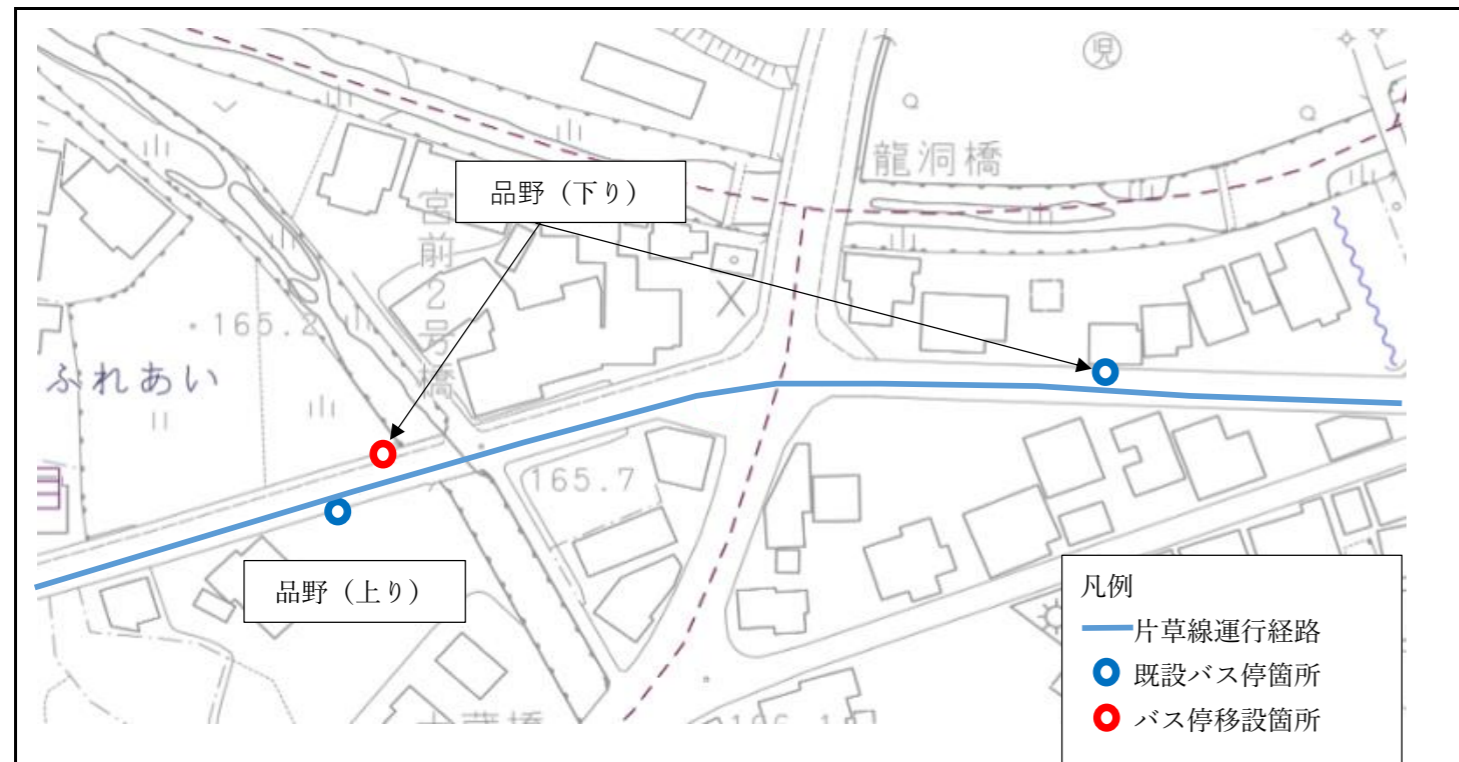 児
龍洞橋
品野（下り）
宮前２号橋
165.2
ふれあい
165.7
品野（上り）
凡例
片草線運行経路
既設バス停箇所
バス停移設箇所